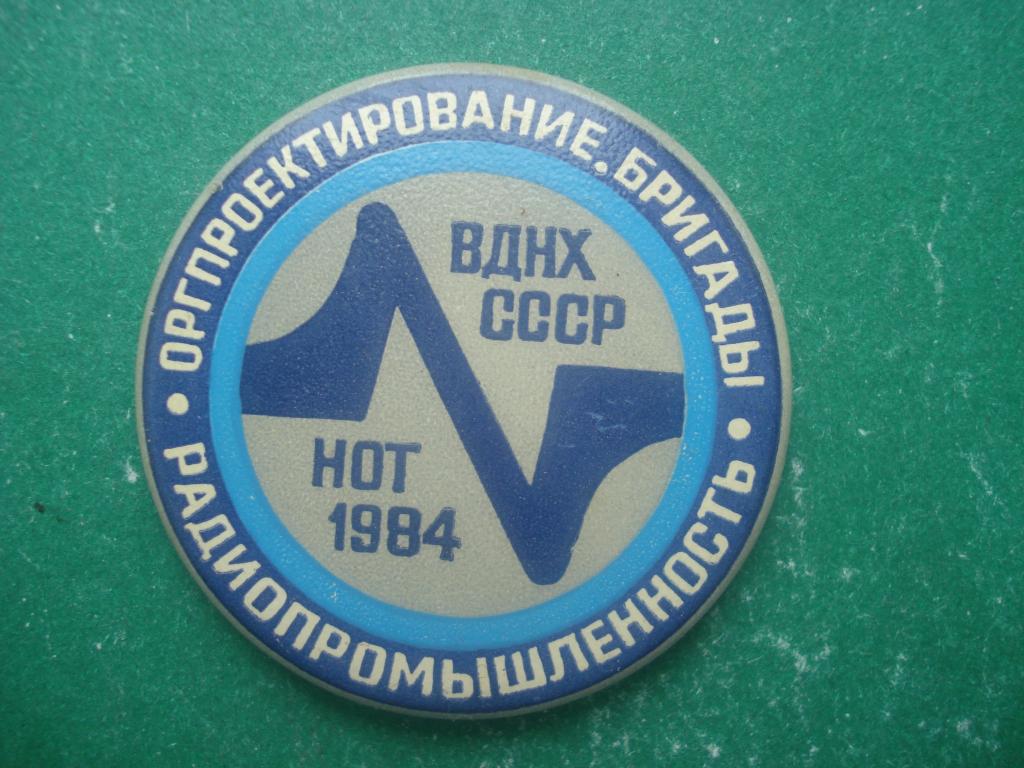 ОРГПРОЕКТИРОВАНИЕ. БРИГАДЫ
ВДНХ
СССР
НОТ
1984
• РАДИОПРОМЫШЛЕННОСТЬ •